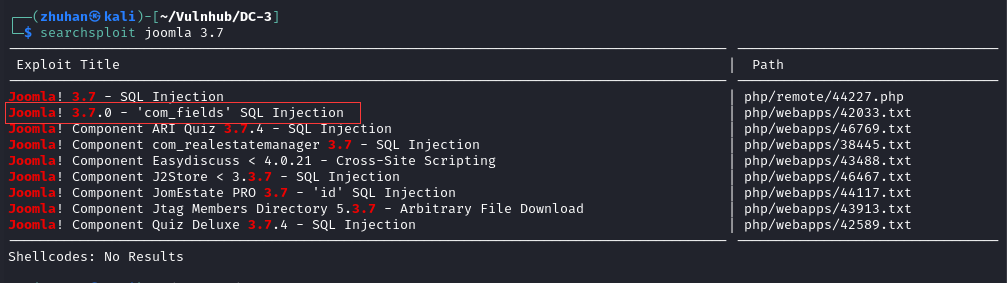 (zhuhan㉿kali)-[~/Vulnhub/DC-3]
$ searchsploit joomla 3.7
Exploit Title | Path
Joomla! 3.7 - SQL Injection | php/remote/44227.php
Joomla! 3.7.0 - 'com_fields' SQL Injection | php/webapps/42033.txt
Joomla! Component ARI Quiz 3.7.4 - SQL Injection | php/webapps/46769.txt
Joomla! Component com_realestatemanager 3.7 - SQL Injection | php/webapps/38445.txt
Joomla! Component Easydiscuss < 4.0.21 - Cross-Site Scripting | php/webapps/43488.txt
Joomla! Component J2Store < 3.3.7 - SQL Injection | php/webapps/46467.txt
Joomla! Component JomEstate PRO 3.7 - 'id' SQL Injection | php/webapps/44117.txt
Joomla! Component Jtag Members Directory 5.3.7 - Arbitrary File Download | php/webapps/43913.txt
Joomla! Component Quiz Deluxe 3.7.4 - SQL Injection | php/webapps/42589.txt
Shellcodes: No Results